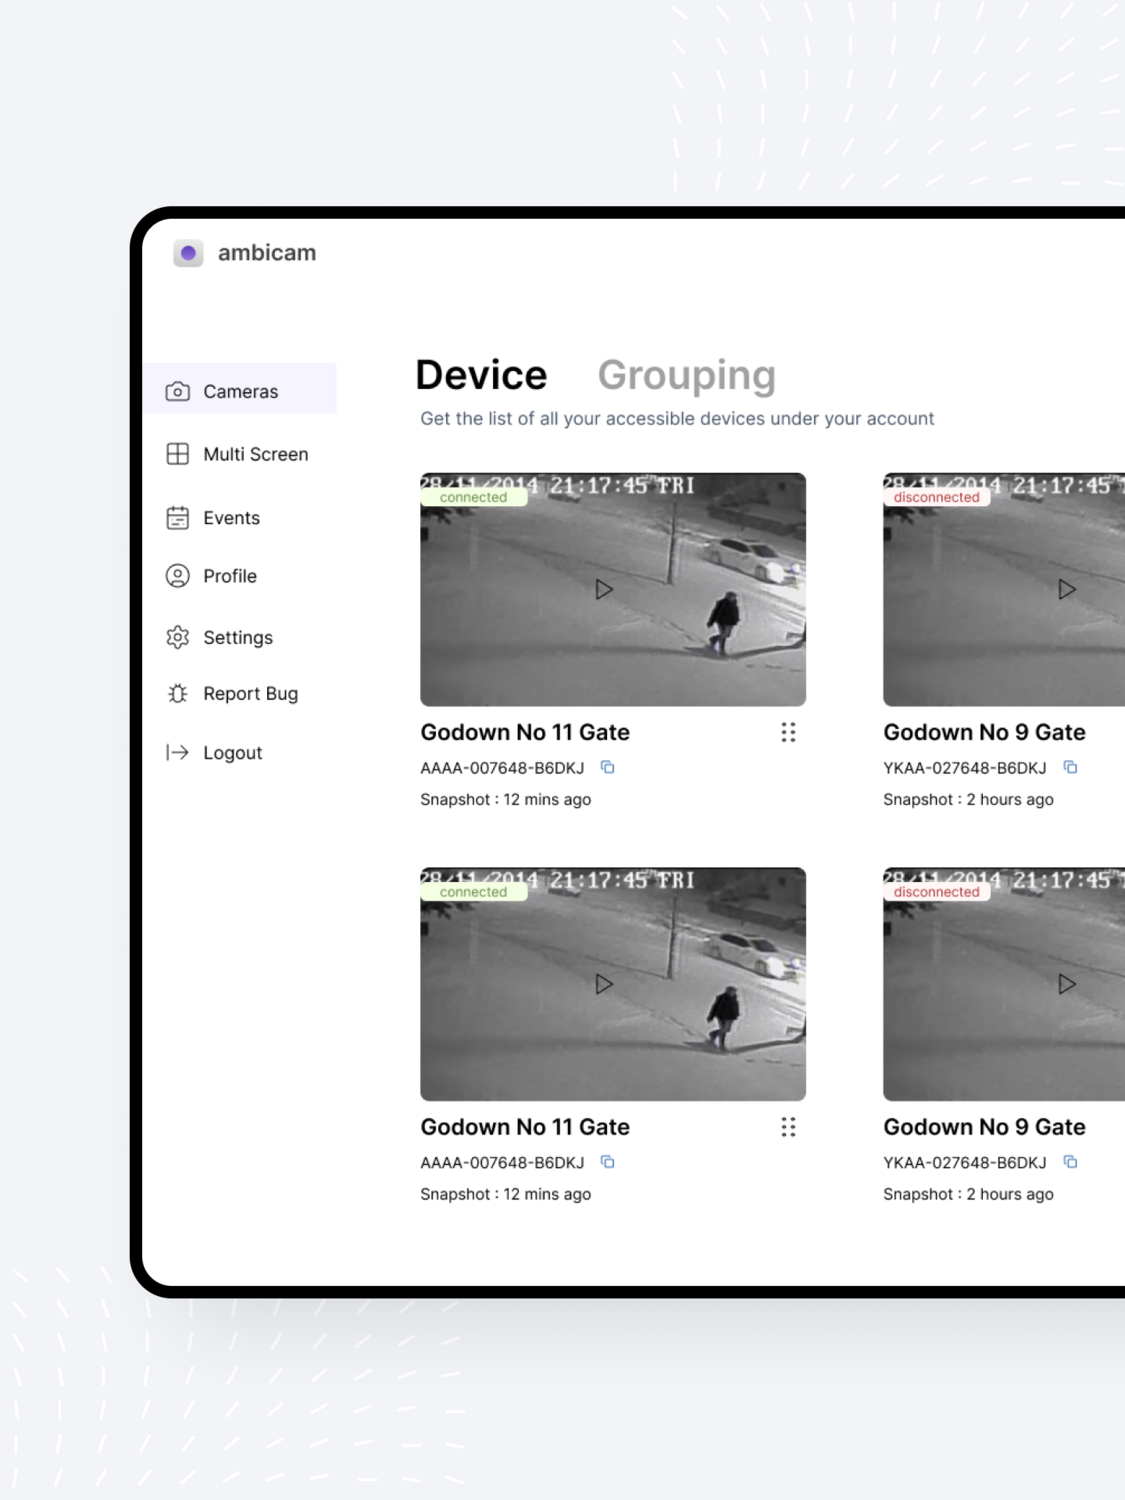 ambicam
Cameras
Multi Screen
Events
Profile
Settings
Report Bug
Logout
Device Grouping
Get the list of all your accessible devices under your account
28/11/2014 21:17:45 FRI
connected
Godown No 11 Gate
AAAA-007648-B6DKJ
Snapshot : 12 mins ago
28/11/2014 21:17:45
disconnected
Godown No 9 Gate
YKAA-027648-B6DKJ
Snapshot : 2 hours ago
28/11/2014 21:17:45 FRI
connected
Godown No 11 Gate
AAAA-007648-B6DKJ
Snapshot : 12 mins ago
28/11/2014 21:17:45
disconnected
Godown No 9 Gate
YKAA-027648-B6DKJ
Snapshot : 2 hours ago